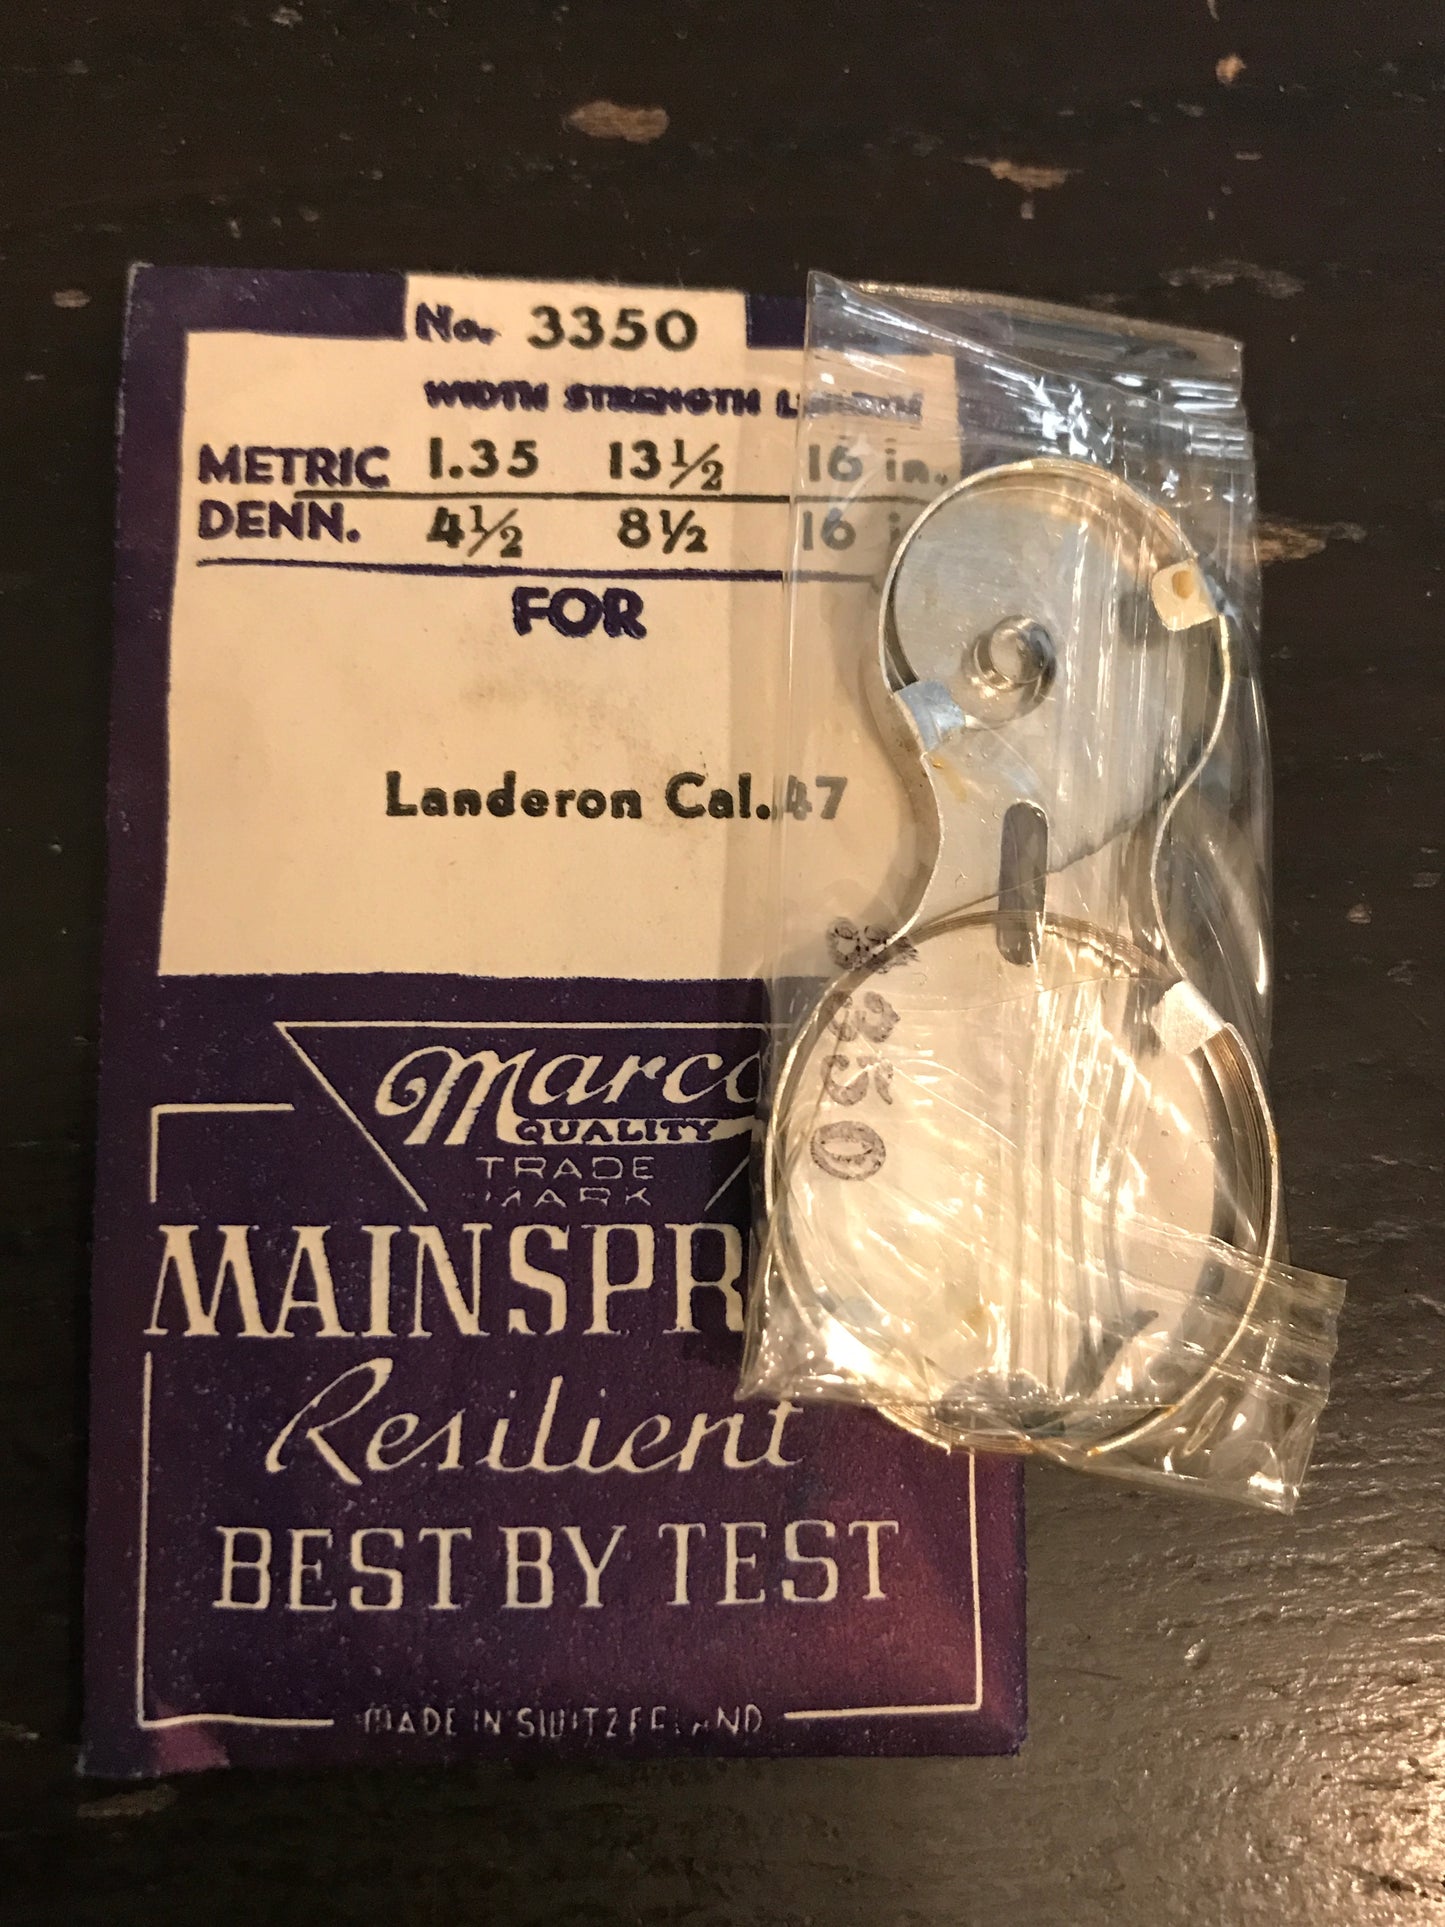 No. 3350
WIDTH STRENGTH LENGTH
METRIC 1.35 13½ 16 in.
DENN. 4½ 8½ 16
FOR
Landeron Cal. 47
3350
Marco
QUALITY
TRADE
MARK
MAINSPR
Resilient
BEST BY TEST
MADE IN SWITZERLAND